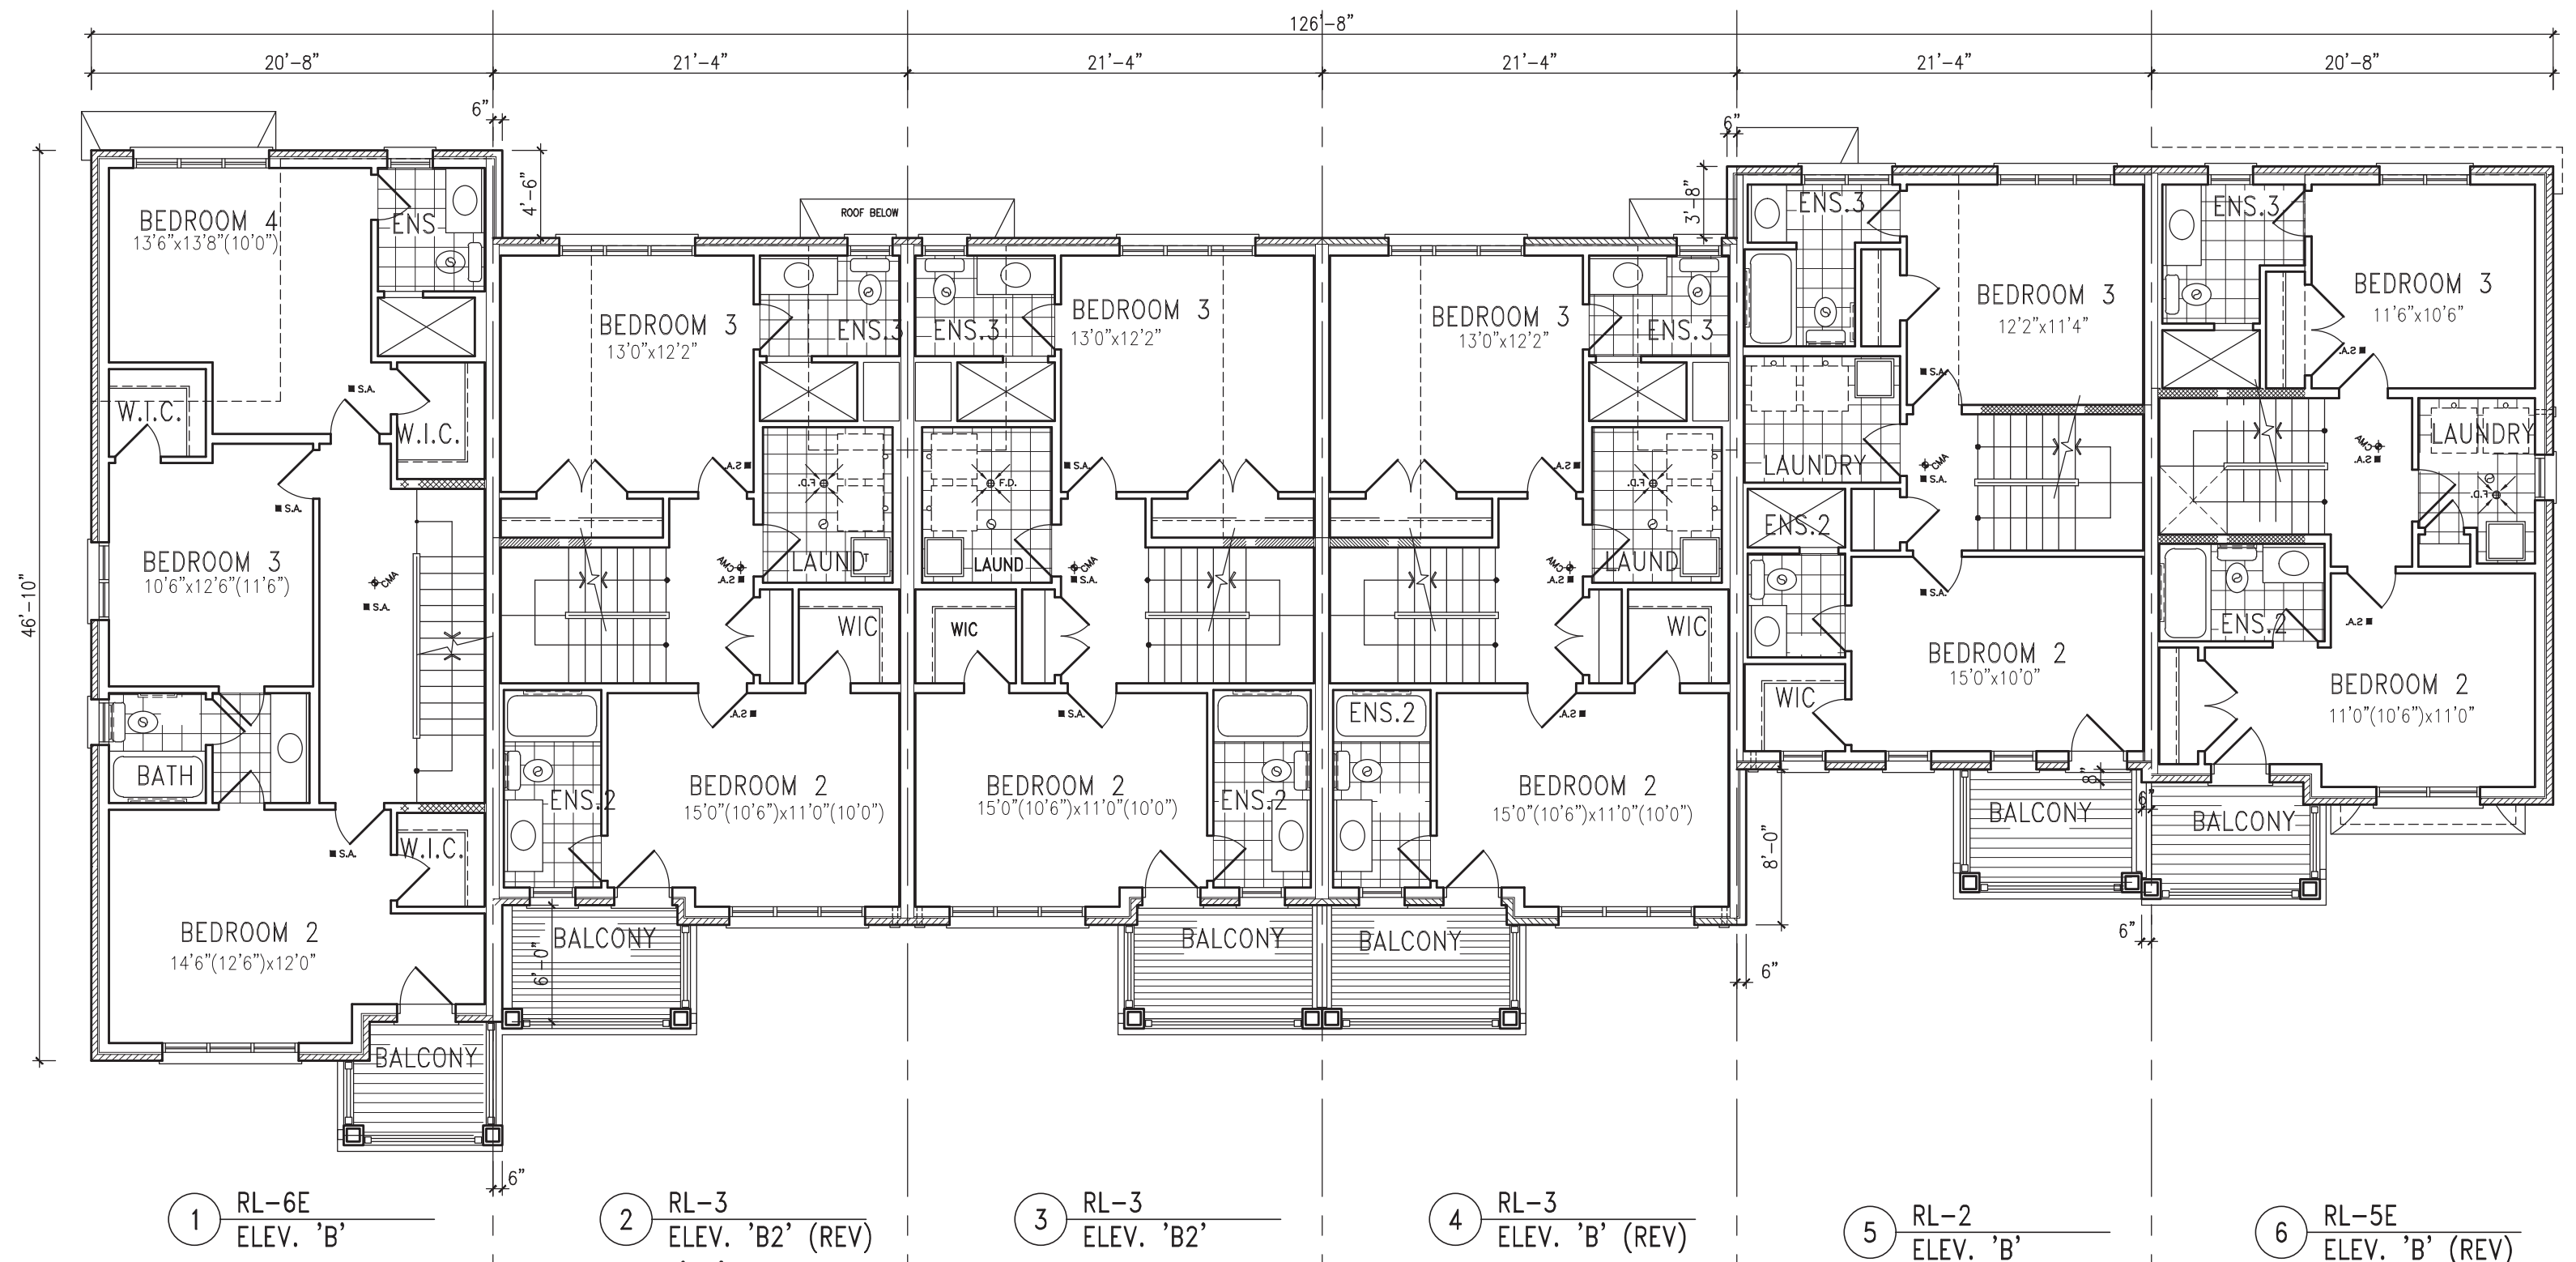 126'-8"
20'-8"
21'-4"
21'-4"
21'-4"
21'-4"
20'-8"
6"
6"
4'-6"
3'-8"
46'-10"
BEDROOM 4
13'6"x13'8"(10'0")
ENS
W.I.C.
S.A.
W.I.C.
S.A.
BEDROOM 3
10'6"x12'6"(11'6")
CMA
S.A.
BATH
S.A.
W.I.C.
BEDROOM 2
14'6"(12'6")x12'0"
BALCONY
6"
ROOF BELOW
BEDROOM 3
13'0"x12'2"
ENS.3
S.A.
F.D.
LAUND
CMA
S.A.
WIC
S.A.
BEDROOM 2
15'0"(10'6")x11'0"(10'0")
ENS.2
BALCONY
6'-0"
ENS.3
BEDROOM 3
13'0"x12'2"
S.A.
F.D.
LAUND
CMA
S.A.
WIC
S.A.
BEDROOM 2
15'0"(10'6")x11'0"(10'0")
ENS.2
BALCONY
BEDROOM 3
13'0"x12'2"
ENS.3
S.A.
F.D.
LAUND
CMA
S.A.
WIC
ENS.2
S.A.
BEDROOM 2
15'0"(10'6")x11'0"(10'0")
BALCONY
8'-0"
6"
ENS.3
BEDROOM 3
12'2"x11'4"
S.A.
LAUNDRY
CMA
S.A.
ENS.2
S.A.
BEDROOM 2
15'0"x10'0"
WIC
8"
6"
BALCONY
6"
ENS.3
BEDROOM 3
11'6"x10'6"
S.A.
LAUNDRY
CMA
S.A.
F.D.
ENS.2
S.A.
BEDROOM 2
11'0"(10'6")x11'0"
BALCONY
1
RL-6E
ELEV. 'B'
2
RL-3
ELEV. 'B2' (REV)
3
RL-3
ELEV. 'B2'
4
RL-3
ELEV. 'B' (REV)
5
RL-2
ELEV. 'B'
6
RL-5E
ELEV. 'B' (REV)